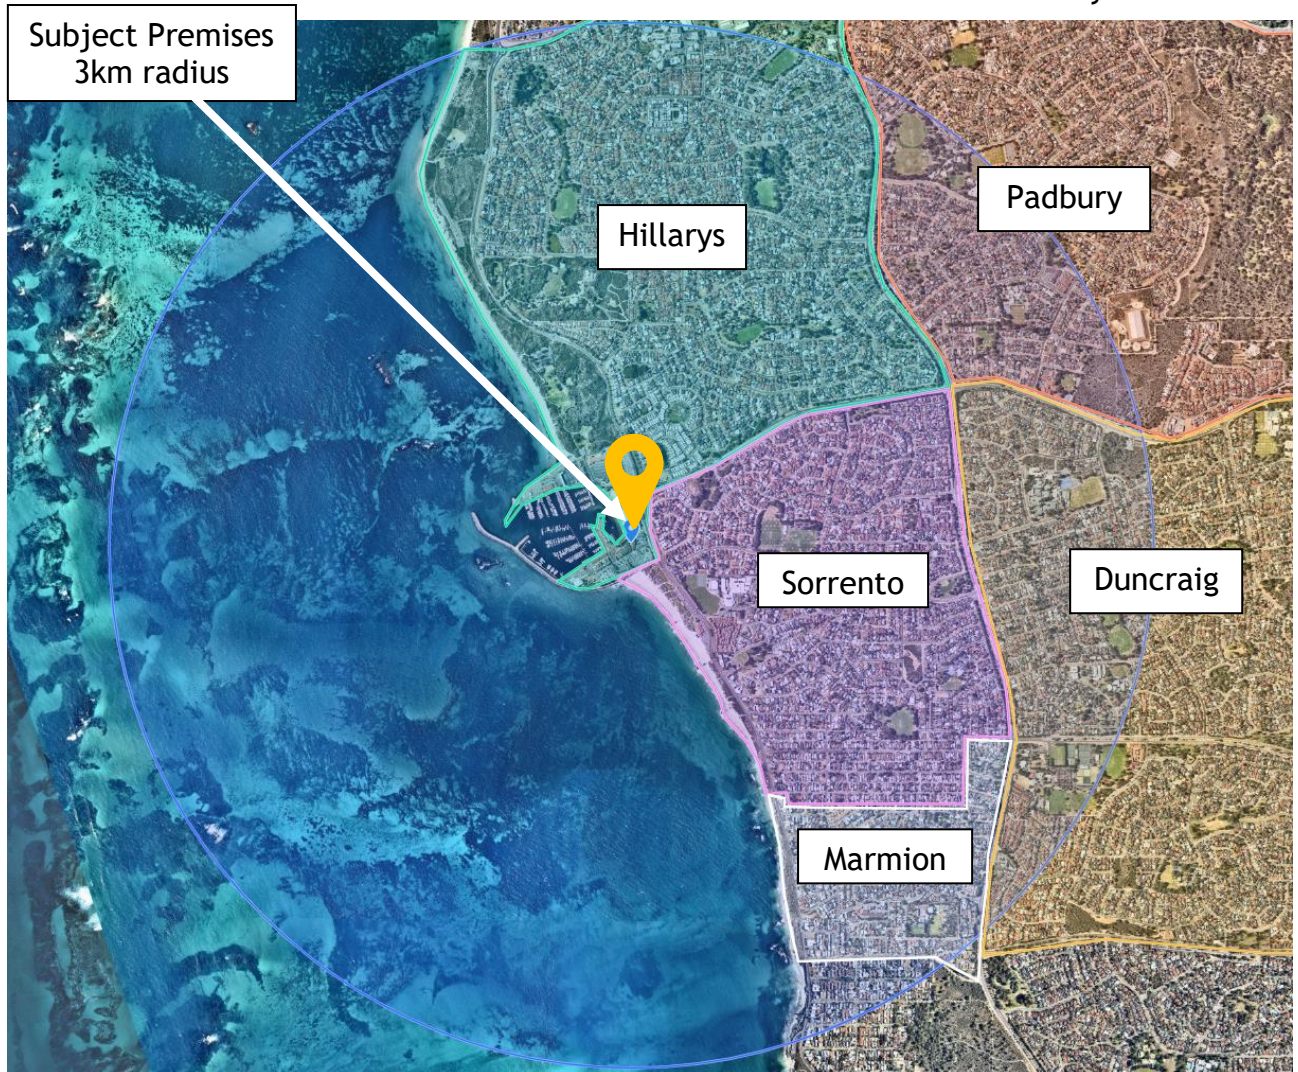 Subject Premises
3km radius
Padbury
Hillarys
Sorrento
Duncraig
Marmion